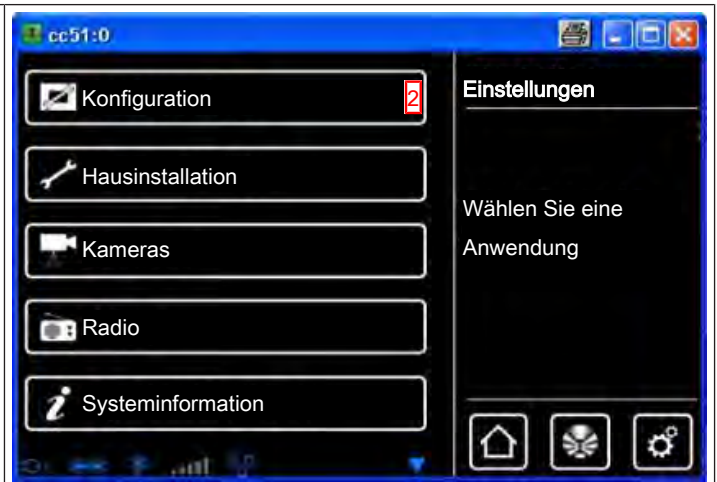 cc51:0
Konfiguration 2
Hausinstallation
Kameras
Radio
Systeminformation
Einstellungen
Wählen Sie eine
Anwendung